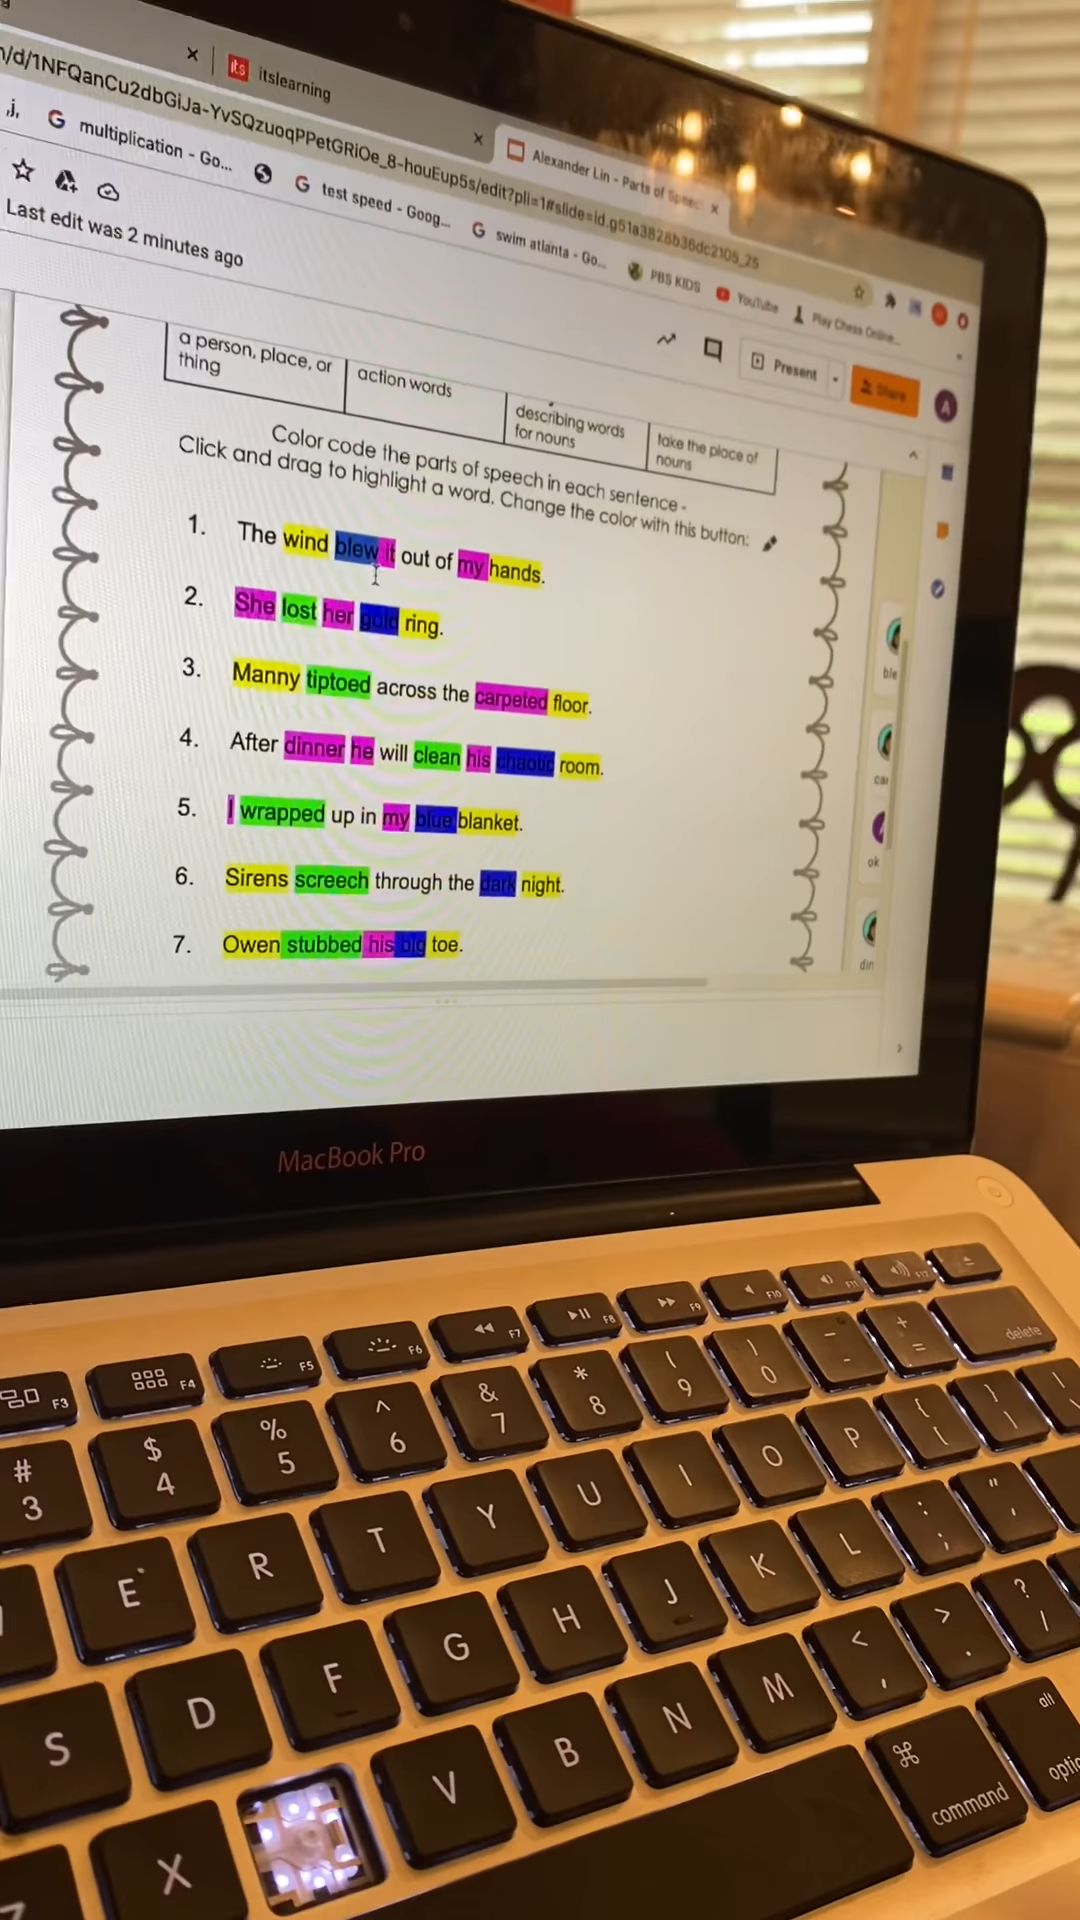 itslearning
/d/1NFQanCu2dbGiJa-YvSQzuoqPPetGRiOe_8-houEup5s/edit?pli=1#slide=id.g51a3828b36dc2105_25
Alexander Lin - Parts of Speec
multiplication - Go...
test speed - Goog...
swim atlanta - Go...
PBS KIDS
YouTube
Play Chess Online...
Last edit was 2 minutes ago
Present
Share
A
a person, place, or
thing
action words
describing words
for nouns
take the place of
nouns
Color code the parts of speech in each sentence -
Click and drag to highlight a word. Change the color with this button:
1. The wind blew it out of my hands.
2. She lost her gold ring.
3. Manny tiptoed across the carpeted floor.
4. After dinner he will clean his chaotic room.
5. I wrapped up in my blue blanket.
6. Sirens screech through the dark night.
7. Owen stubbed his big toe.
ble
car
ok
din
MacBook Pro
F3 F4 F5 F6 F7 F8 F9 F10 F11 F12
# 3 $ 4 % 5 ^ 6 & 7 * 8 ( 9 ) 0 - + = delete
E R T Y U I O P { [ } ]
S D F G H J K L : ; " '
X V B N M < , > . ? /
command
alt
optio